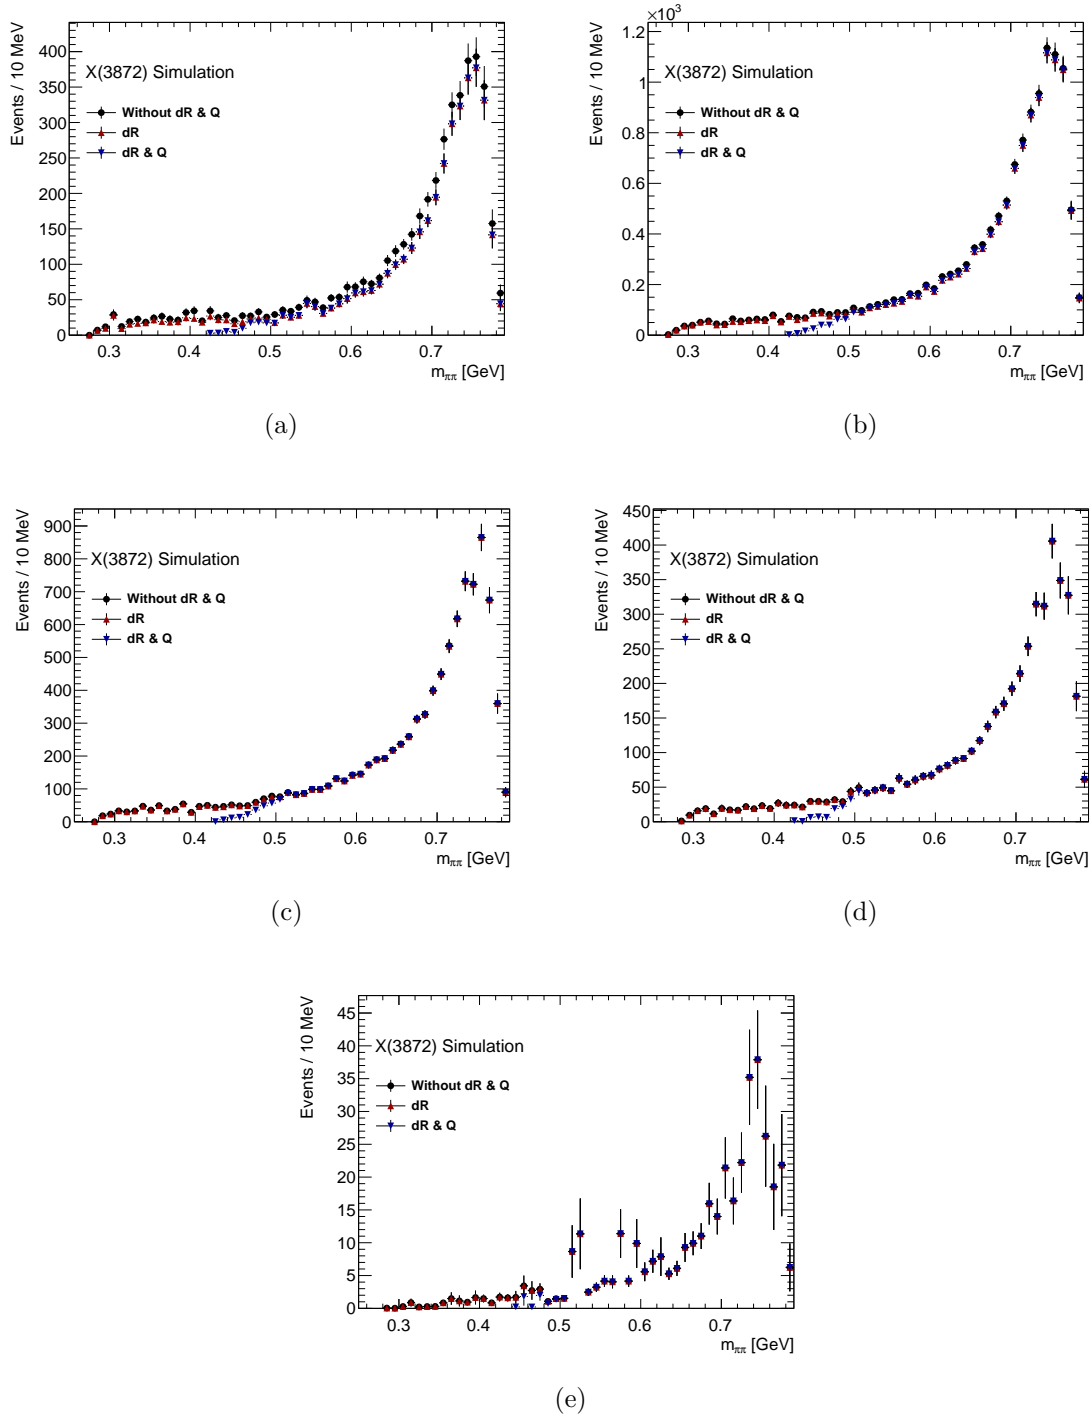 Events / 10 MeV
400
350
300
250
200
150
100
50
0
X(3872) Simulation
Without dR & Q
dR
dR & Q
0.3 0.4 0.5 0.6 0.7
mππ [GeV]
(a)
×10³
Events / 10 MeV
1.2
1
0.8
0.6
0.4
0.2
0
X(3872) Simulation
Without dR & Q
dR
dR & Q
0.3 0.4 0.5 0.6 0.7
mππ [GeV]
(b)
Events / 10 MeV
900
800
700
600
500
400
300
200
100
0
X(3872) Simulation
Without dR & Q
dR
dR & Q
0.3 0.4 0.5 0.6 0.7
mππ [GeV]
(c)
Events / 10 MeV
450
400
350
300
250
200
150
100
50
0
X(3872) Simulation
Without dR & Q
dR
dR & Q
0.3 0.4 0.5 0.6 0.7
mππ [GeV]
(d)
Events / 10 MeV
45
40
35
30
25
20
15
10
5
0
X(3872) Simulation
Without dR & Q
dR
dR & Q
0.3 0.4 0.5 0.6 0.7
mππ [GeV]
(e)